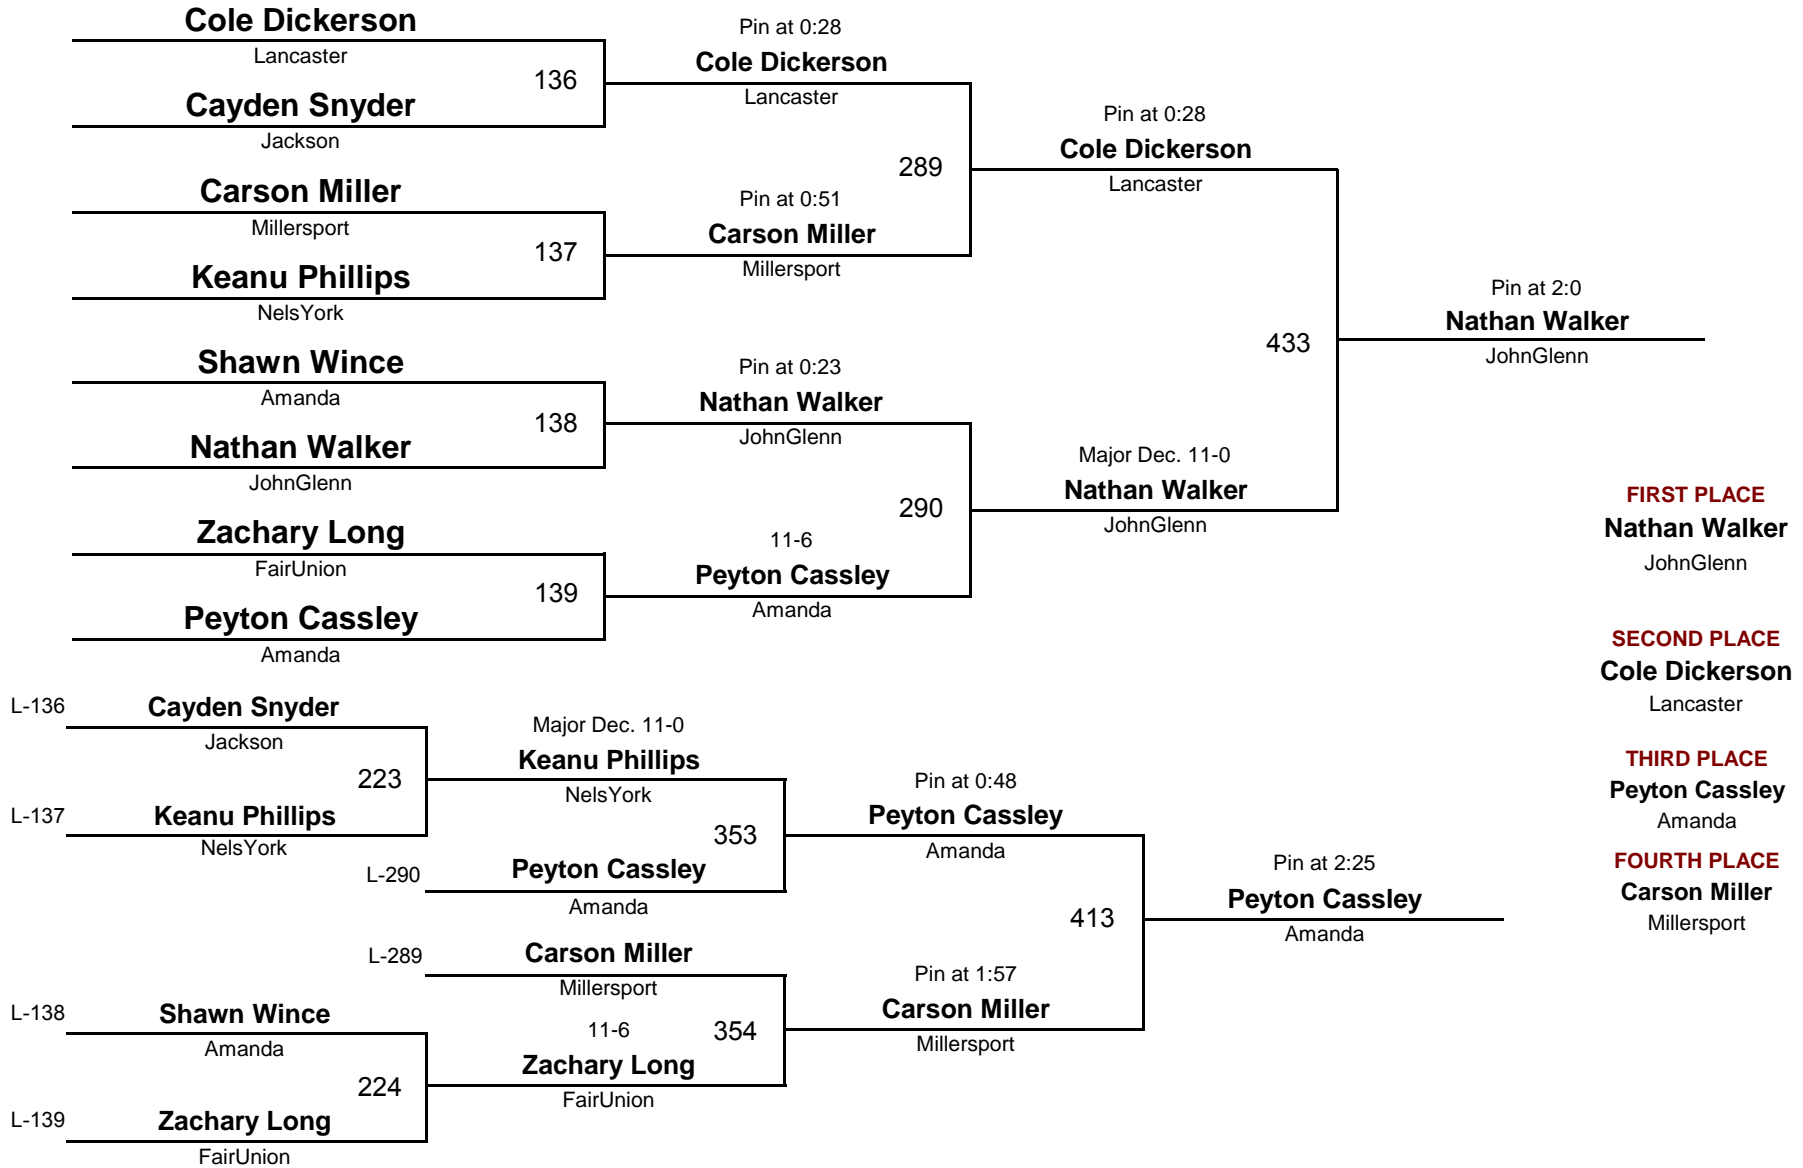 Cole Dickerson
Lancaster
136
Cayden Snyder
Jackson
Carson Miller
Millersport
137
Keanu Phillips
NelsYork
Shawn Wince
Amanda
138
Nathan Walker
JohnGlenn
Zachary Long
FairUnion
139
Peyton Cassley
Amanda
Pin at 0:28
Cole Dickerson
Lancaster
289
Pin at 0:51
Carson Miller
Millersport
Pin at 0:23
Nathan Walker
JohnGlenn
290
11-6
Peyton Cassley
Amanda
Pin at 0:28
Cole Dickerson
Lancaster
433
Major Dec. 11-0
Nathan Walker
JohnGlenn
Pin at 2:0
Nathan Walker
JohnGlenn
FIRST PLACE
Nathan Walker
JohnGlenn
SECOND PLACE
Cole Dickerson
Lancaster
THIRD PLACE
Peyton Cassley
Amanda
FOURTH PLACE
Carson Miller
Millersport
L-136
Cayden Snyder
Jackson
223
L-137
Keanu Phillips
NelsYork
Major Dec. 11-0
Keanu Phillips
NelsYork
353
L-290
Peyton Cassley
Amanda
L-289
Carson Miller
Millersport
354
L-138
Shawn Wince
Amanda
224
L-139
Zachary Long
FairUnion
11-6
Zachary Long
FairUnion
Pin at 0:48
Peyton Cassley
Amanda
413
Pin at 1:57
Carson Miller
Millersport
Pin at 2:25
Peyton Cassley
Amanda